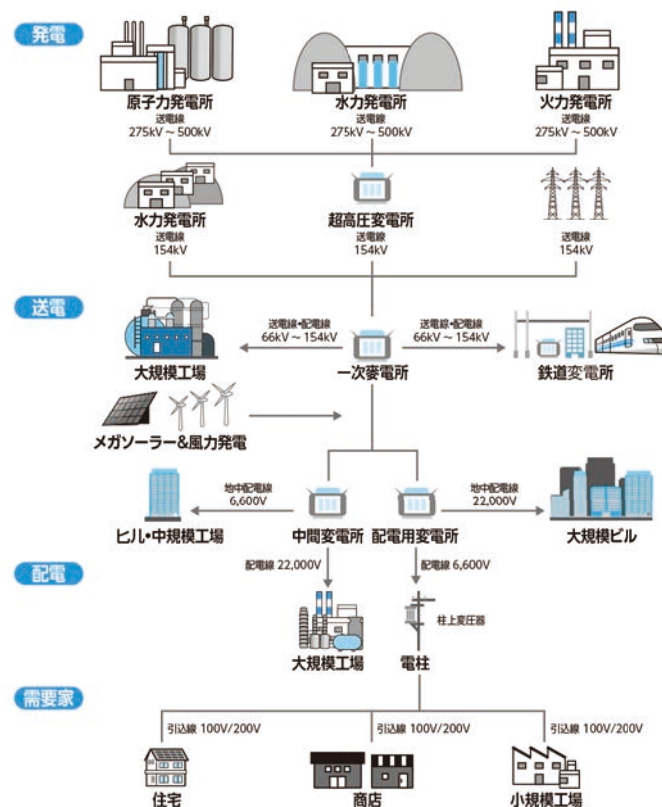 発電
原子力発電所
送電線
275kV～500kV
水力発電所
送電線
275kV～500kV
火力発電所
送電線
275kV～500kV
水力発電所
送電線
154kV
超高圧変電所
送電線
154kV
送電線
154kV
送電
大規模工場
送電線・配電線
66kV～154kV
一次変電所
送電線・配電線
66kV～154kV
鉄道変電所
メガソーラー&風力発電
地中配電線
6,600V
ヒル・中規模工場
中間変電所
配電用変電所
地中配電線
22,000V
大規模ビル
配電
配電線 22,000V
配電線 6,600V
大規模工場
柱上変圧器
電柱
需要家
引込線 100V/200V
引込線 100V/200V
引込線 100V/200V
住宅
商店
小規模工場